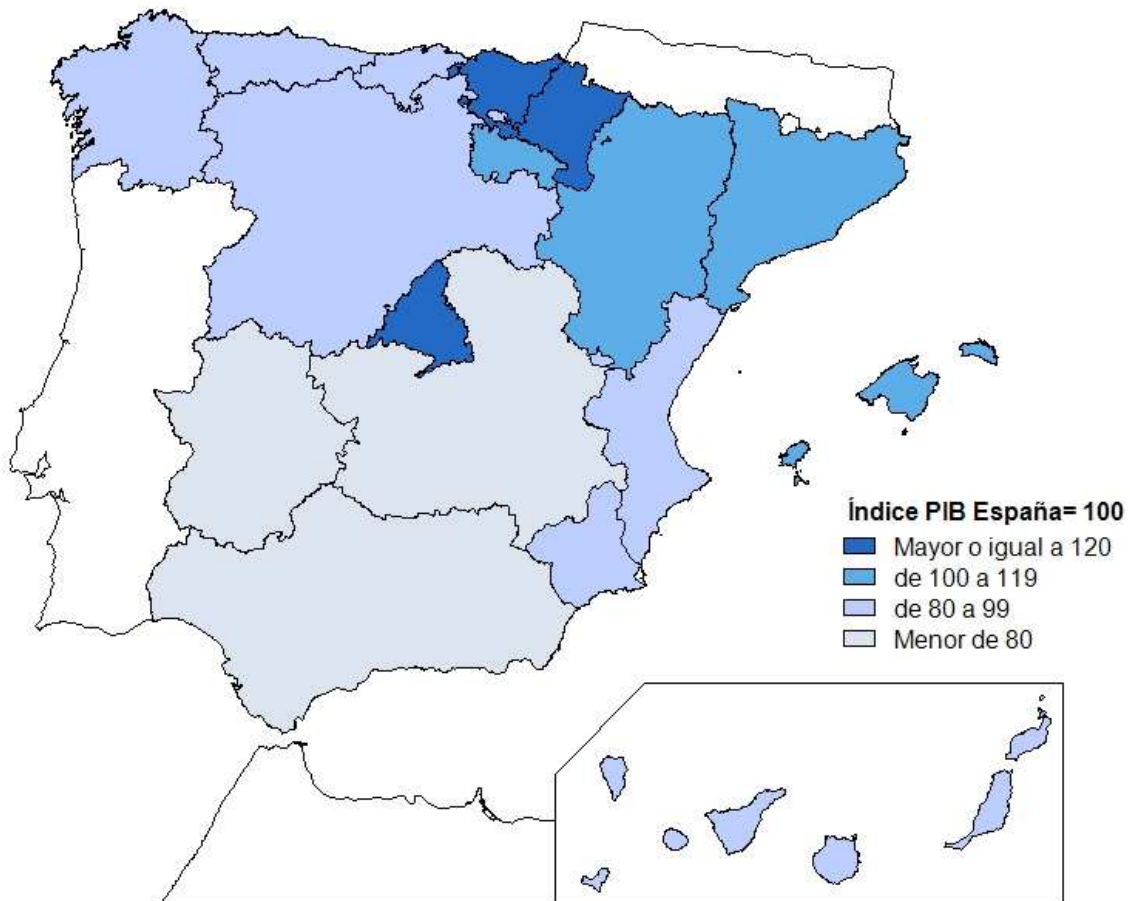 Índice PIB España= 100
Mayor o igual a 120
de 100 a 119
de 80 a 99
Menor de 80